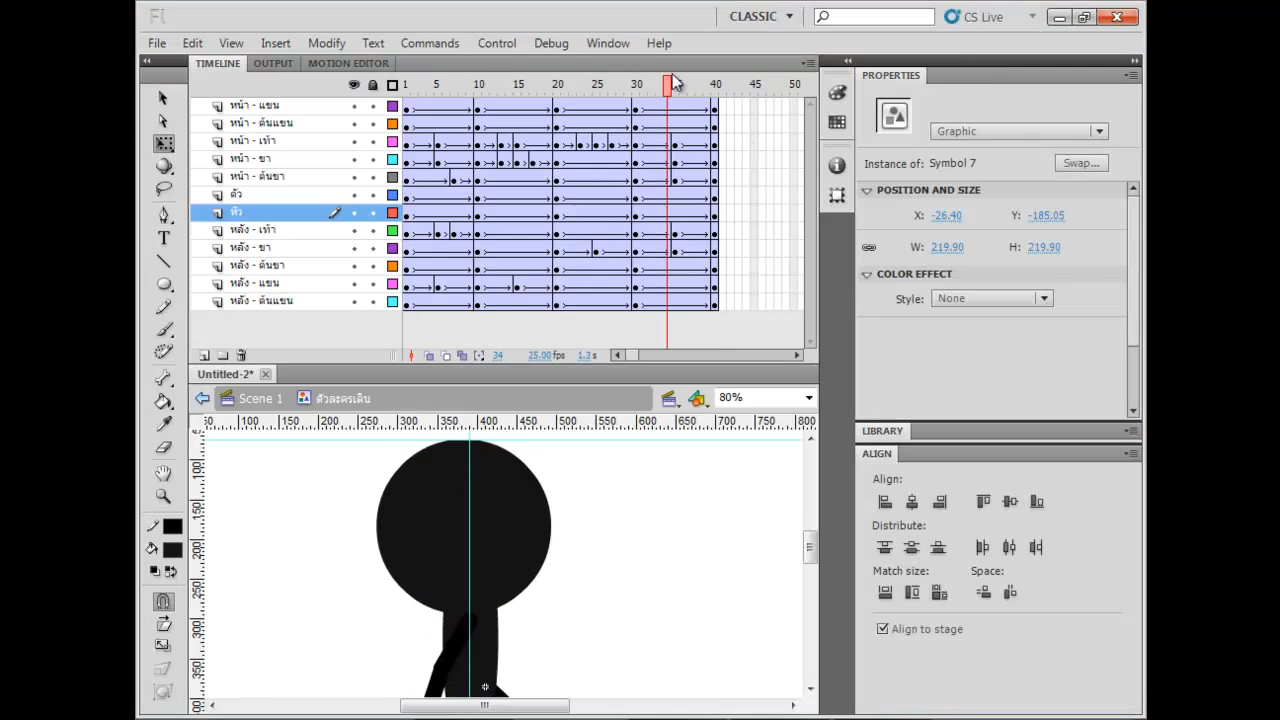 Fl CLASSIC CS Live
File Edit View Insert Modify Text Commands Control Debug Window Help
TIMELINE OUTPUT MOTION EDITOR
1 5 10 15 20 25 30 40 45 50
หน้า - แขน
หน้า - ต้นแขน
หน้า - เท้า
หน้า - ขา
หน้า - ต้นขา
ตัว
หัว
หลัง - เท้า
หลัง - ขา
หลัง - ต้นขา
หลัง - แขน
หลัง - ต้นแขน
34 25.00 fps 1.3 s
Untitled-2*
Scene 1 ตัวละครเดิน 80%
50 100 150 200 250 300 350 400 450 500 550 600 650 700 750 800
100
150
200
250
300
350
PROPERTIES
Graphic
Instance of: Symbol 7 Swap...
POSITION AND SIZE
X: -26.40 Y: -185.05
W: 219.90 H: 219.90
COLOR EFFECT
Style: None
LIBRARY
ALIGN
Align:
Distribute:
Match size: Space:
Align to stage